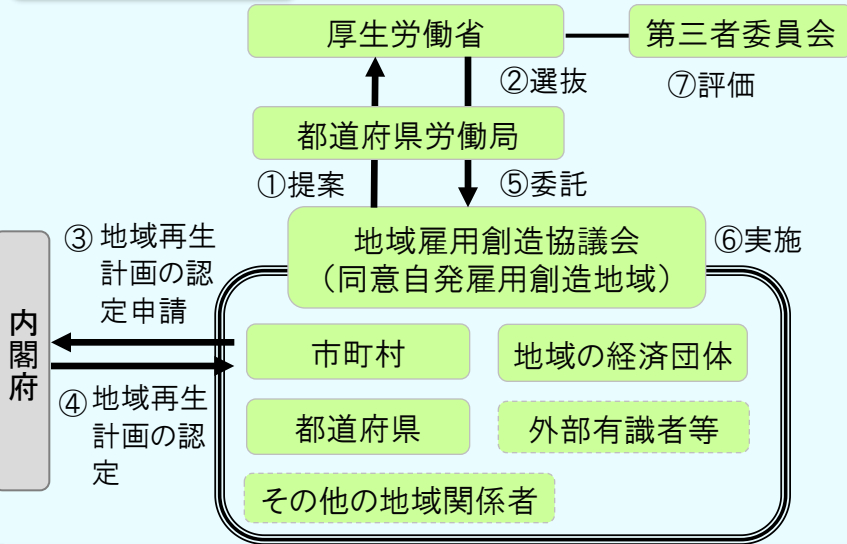 厚生労働省
第三者委員会
②選抜
⑦評価
都道府県労働局
①提案
⑤委託
地域雇用創造協議会
（同意自発雇用創造地域）
⑥実施
③地域再生
計画の認
定申請
内閣府
市町村
地域の経済団体
④地域再生
計画の認
定
都道府県
外部有識者等
その他の地域関係者